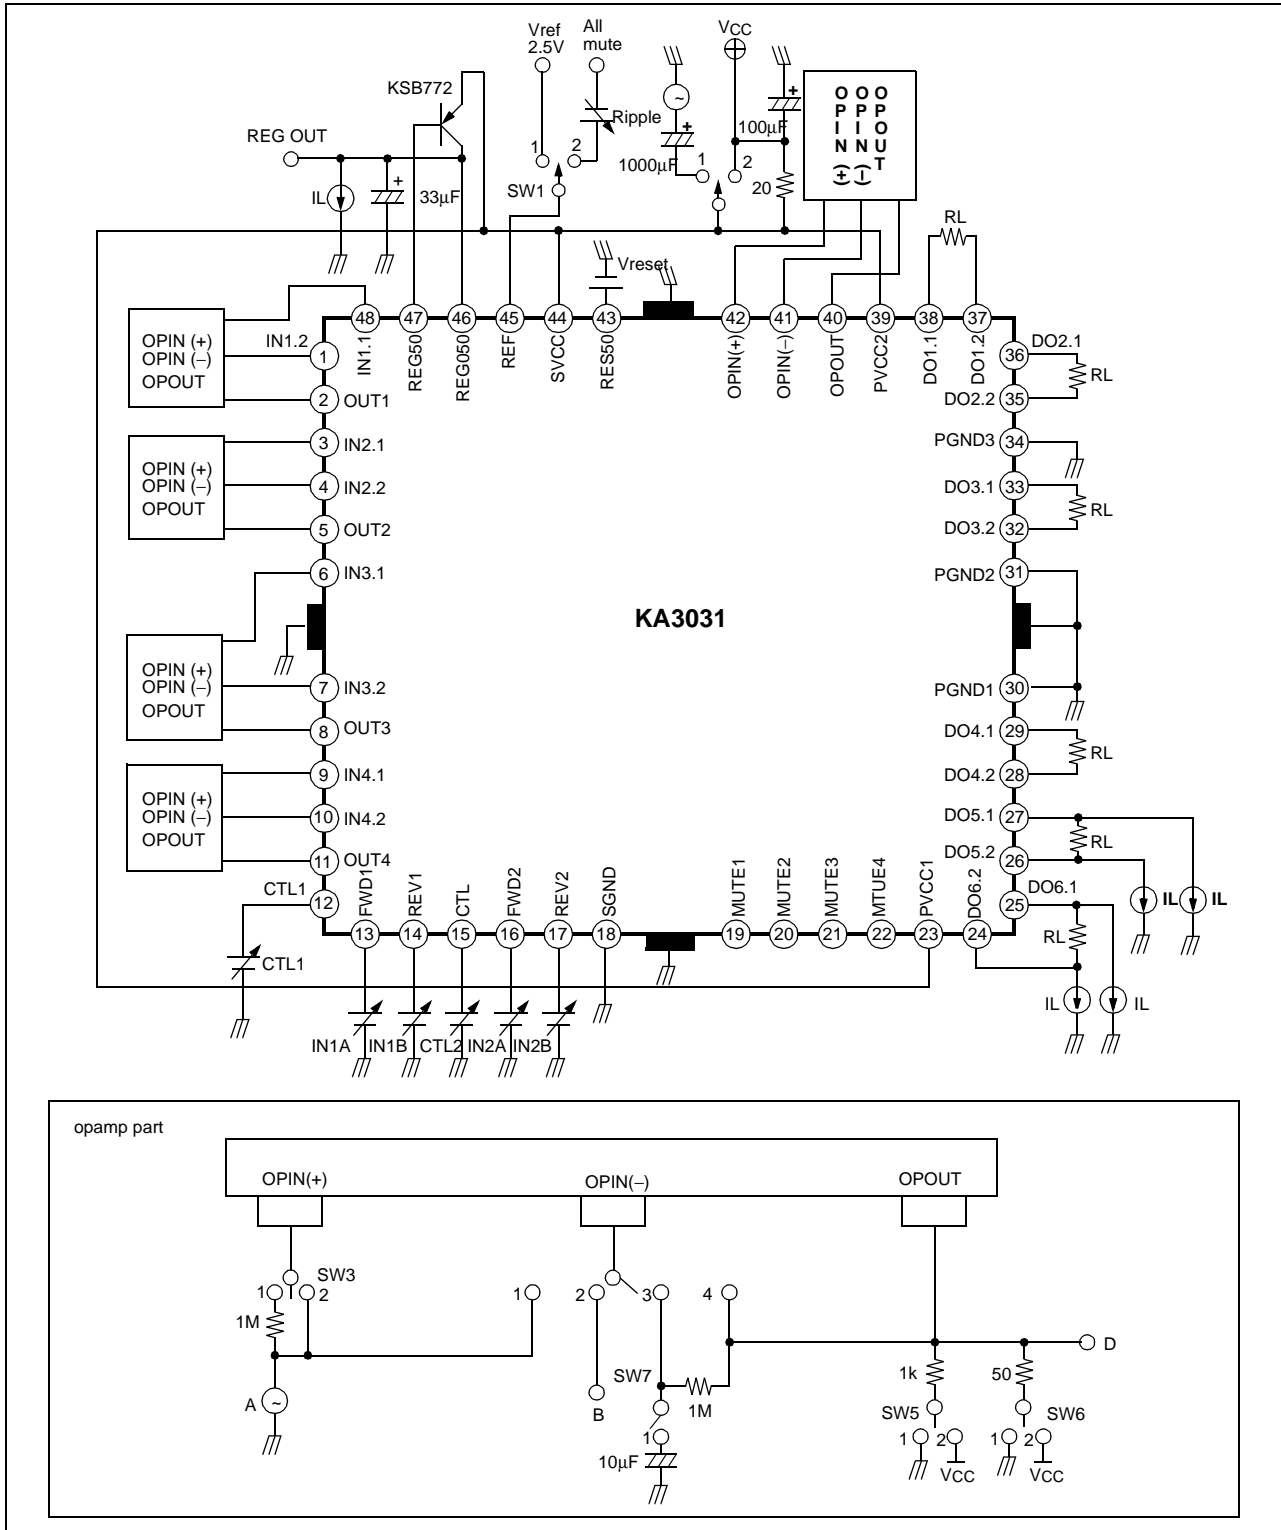 Vref
2.5V
All
mute
VCC
KSB772
Ripple
+
+
100µF
1000µF
OPIN (+)
OPIN (−)
OPOUT
REG OUT
IL
+
33µF
1
2
SW1
1
2
20
RL
Vreset
48
47
46
45
44
43
42
41
40
39
38
37
IN1.1
REG50
REG050
REF
SVCC
RES50
OPIN(+)
OPIN(−)
OPOUT
PVCC2
DO1.1
DO1.2
OPIN (+)
OPIN (−)
OPOUT
IN1.2
1
2
OUT1
OPIN (+)
OPIN (−)
OPOUT
3
IN2.1
4
IN2.2
5
OUT2
6
IN3.1
OPIN (+)
OPIN (−)
OPOUT
7
IN3.2
8
OUT3
OPIN (+)
OPIN (−)
OPOUT
9
IN4.1
10
IN4.2
11
OUT4
CTL1
12
CTL1
KA3031
36
DO2.1
RL
DO2.2
35
PGND3
34
DO3.1
33
RL
DO3.2
32
PGND2
31
PGND1
30
DO4.1
29
RL
DO4.2
28
DO5.1
27
RL
DO5.2
26
IL
IL
DO6.1
25
RL
IL
IL
FWD1
REV1
CTL
FWD2
REV2
SGND
MUTE1
MUTE2
MUTE3
MTUE4
PVCC1
DO6.2
13
14
15
16
17
18
19
20
21
22
23
24
IN1A
IN1B
CTL2
IN2A
IN2B
opamp part
OPIN(+)
OPIN(−)
OPOUT
1
SW3
2
1M
A
~
1
2
3
4
B
SW7
1M
1
10µF
D
1k
50
SW5
1
2
VCC
SW6
1
2
VCC